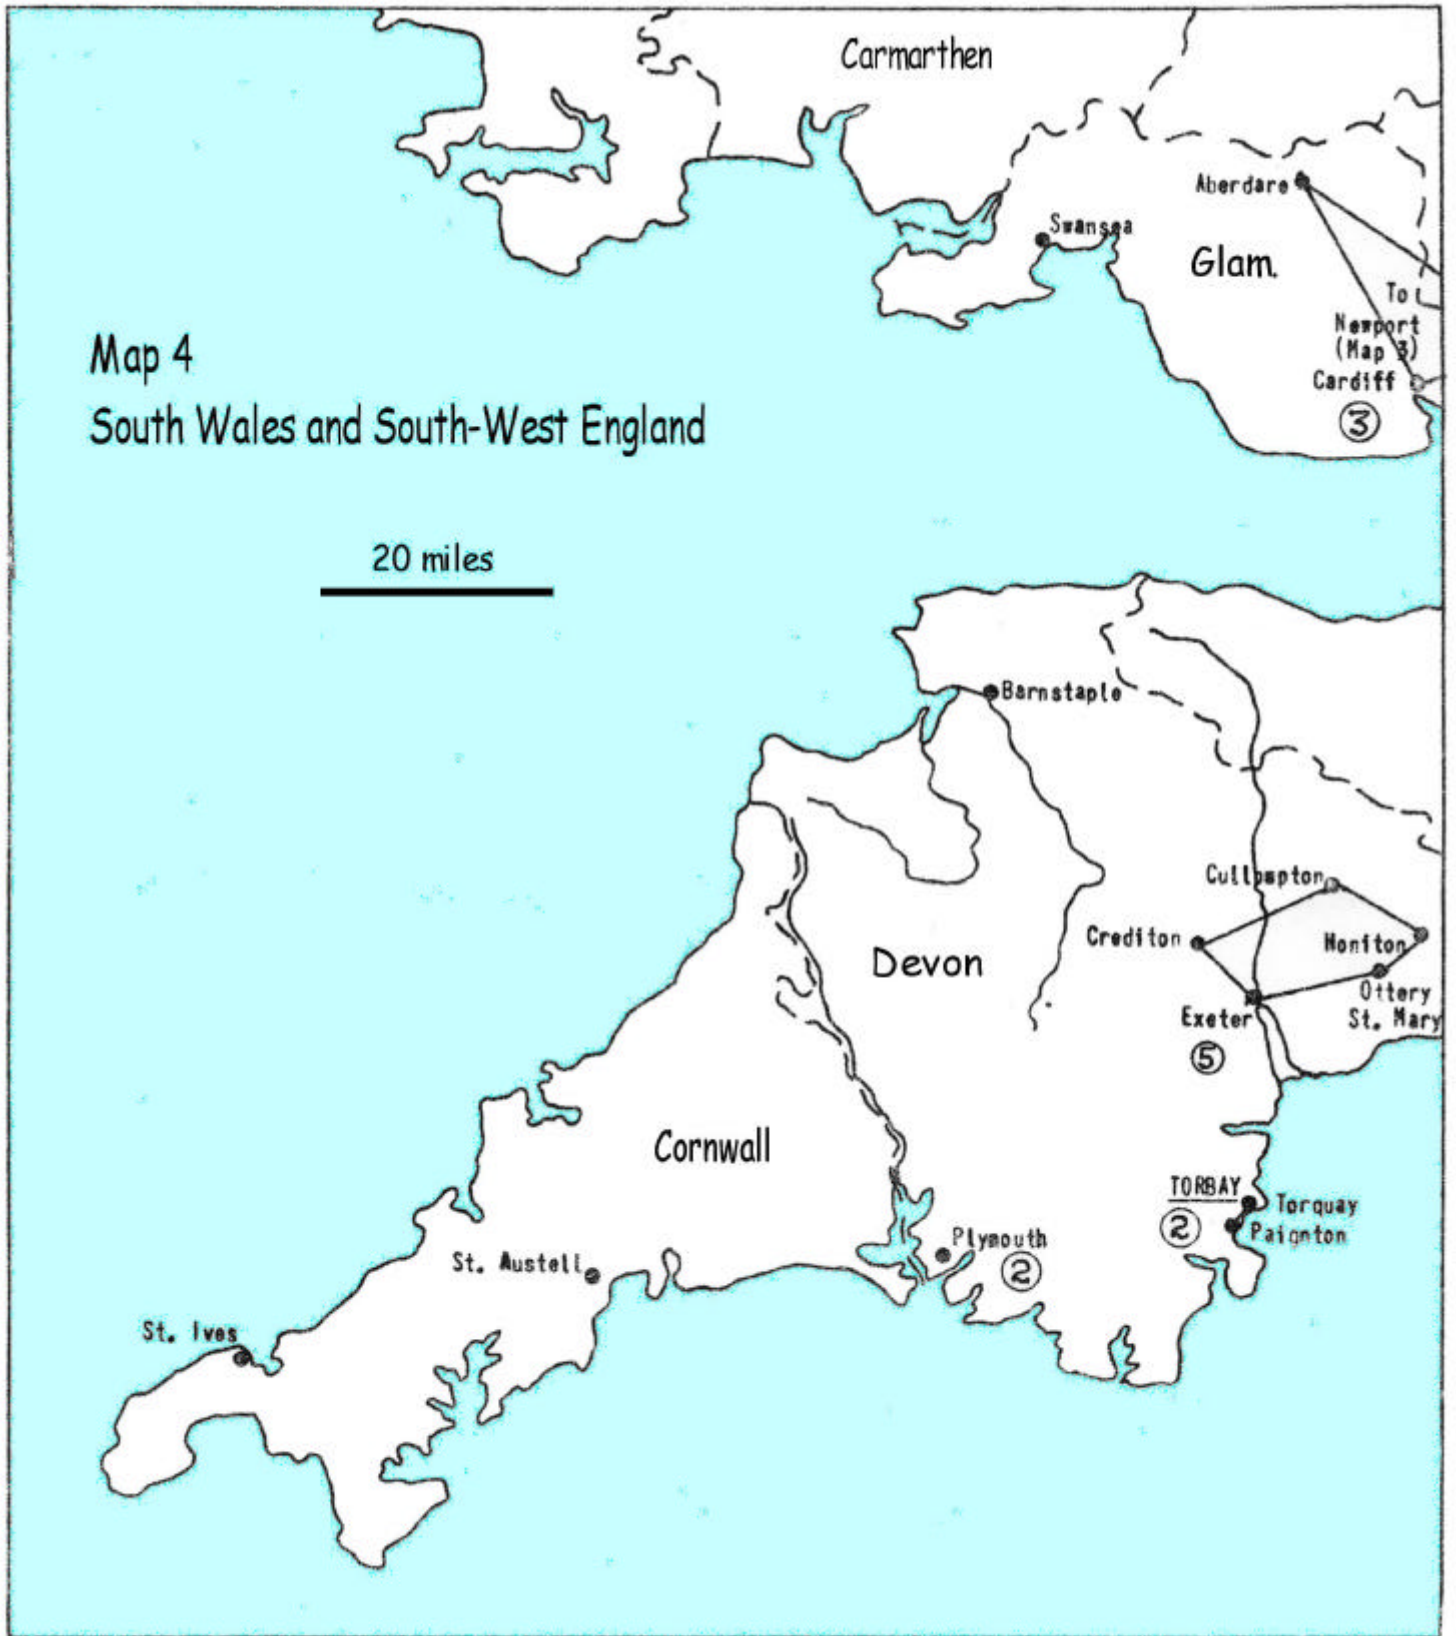 Carmarthen
Aberdare
Swansea
Glam.
To
Newport
(Map 3)
Cardiff
3
Map 4
South Wales and South-West England
20 miles
Barnstaple
Cullompton
Crediton
Honiton
Devon
Ottery
St. Mary
Exeter
5
Cornwall
TORBAY
Torquay
2
Paignton
Plymouth
2
St. Austell
St. Ives